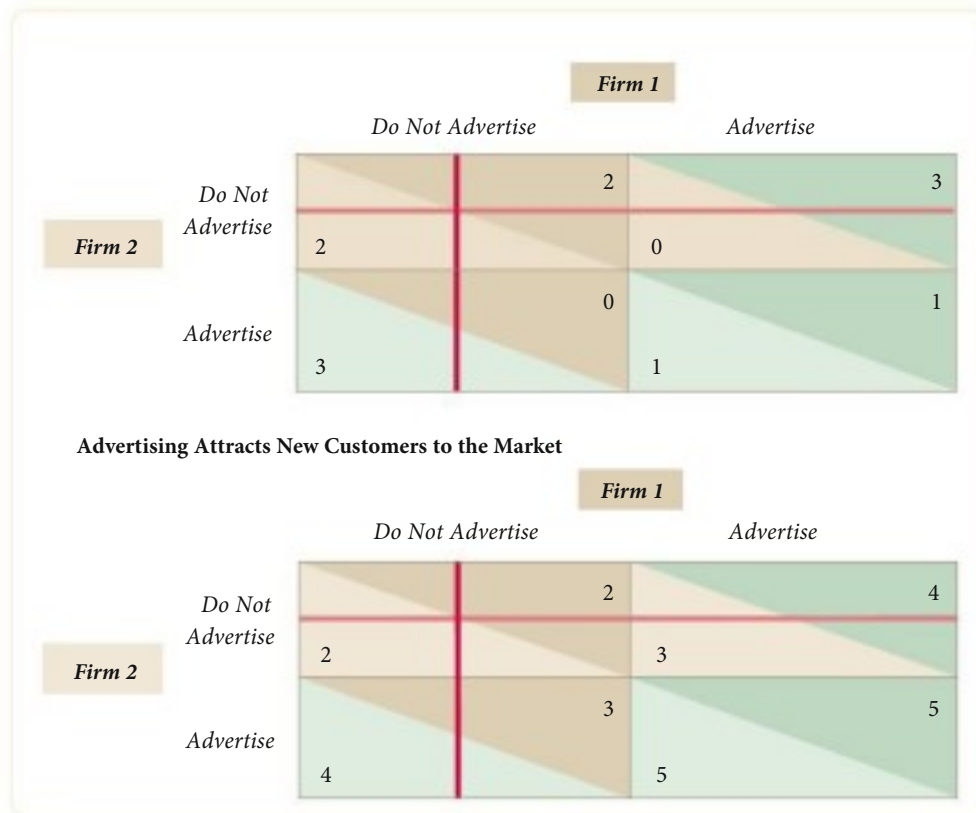 Firm 1
Do Not Advertise Advertise
Do Not
Advertise
2 3
Firm 2
2 0
0 1
Advertise
3 1
Advertising Attracts New Customers to the Market
Firm 1
Do Not Advertise Advertise
Do Not
Advertise
2 4
2 3
Firm 2
3 5
Advertise
4 5